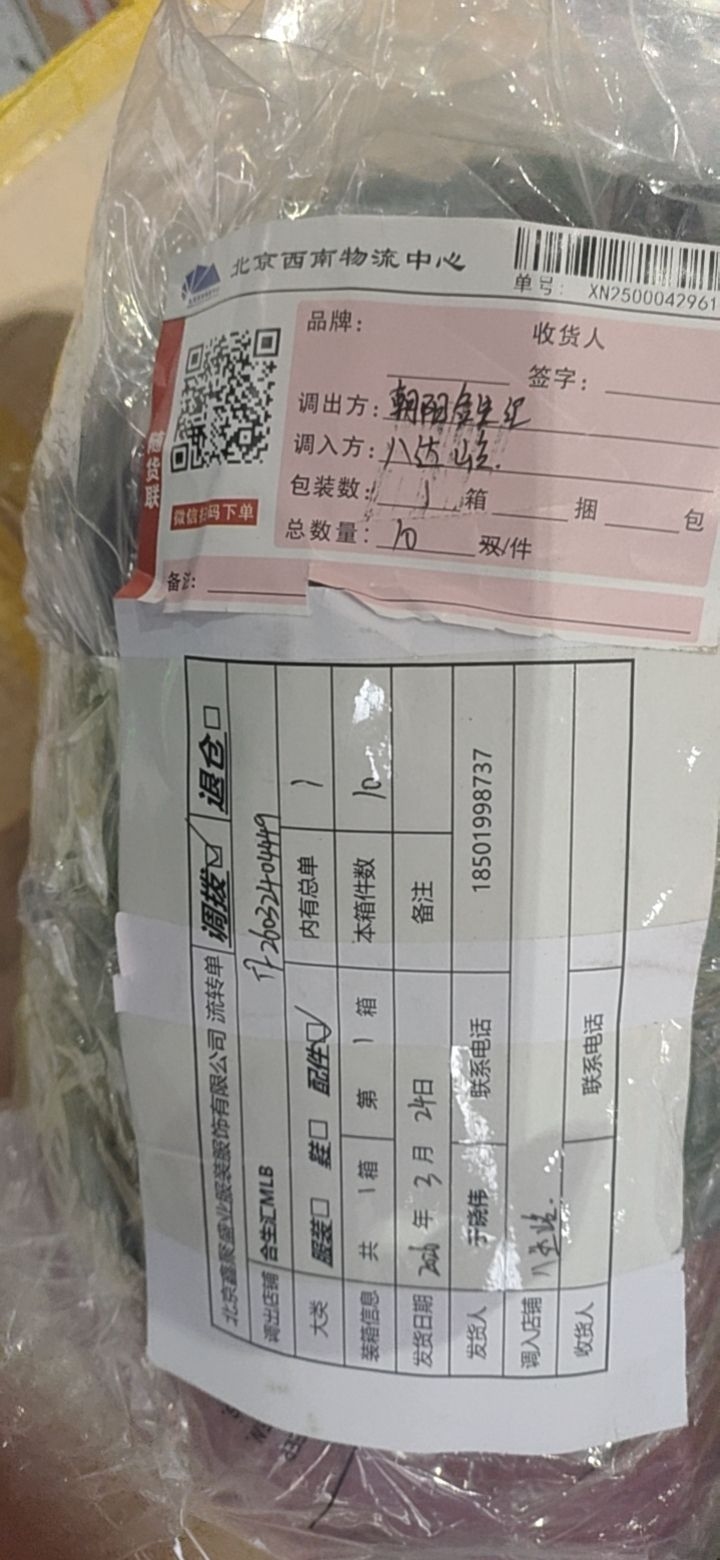 北京西南物流中心
单号: XN2500042961
品牌:
收货人
签字:
调出方: 朝阳合生汇
调入方: 八达岭
包装数: 1 箱 捆 包
总数量: 10 双/件
随货联
微信扫码下单
备注:
北京鑫聚盛业服装服饰有限公司 流转单 调拨☑ 退仓□
调出店铺 合生汇MLB
大类 服装□ 鞋□ 配件☑ 内有总单 1
装箱信息 共 1 箱 第 1 箱 本箱件数 10
发货日期 2026 年 3 月 24日 备注
发货人 于晓伟 联系电话 18501998737
调入店铺 八达岭
收货人 联系电话